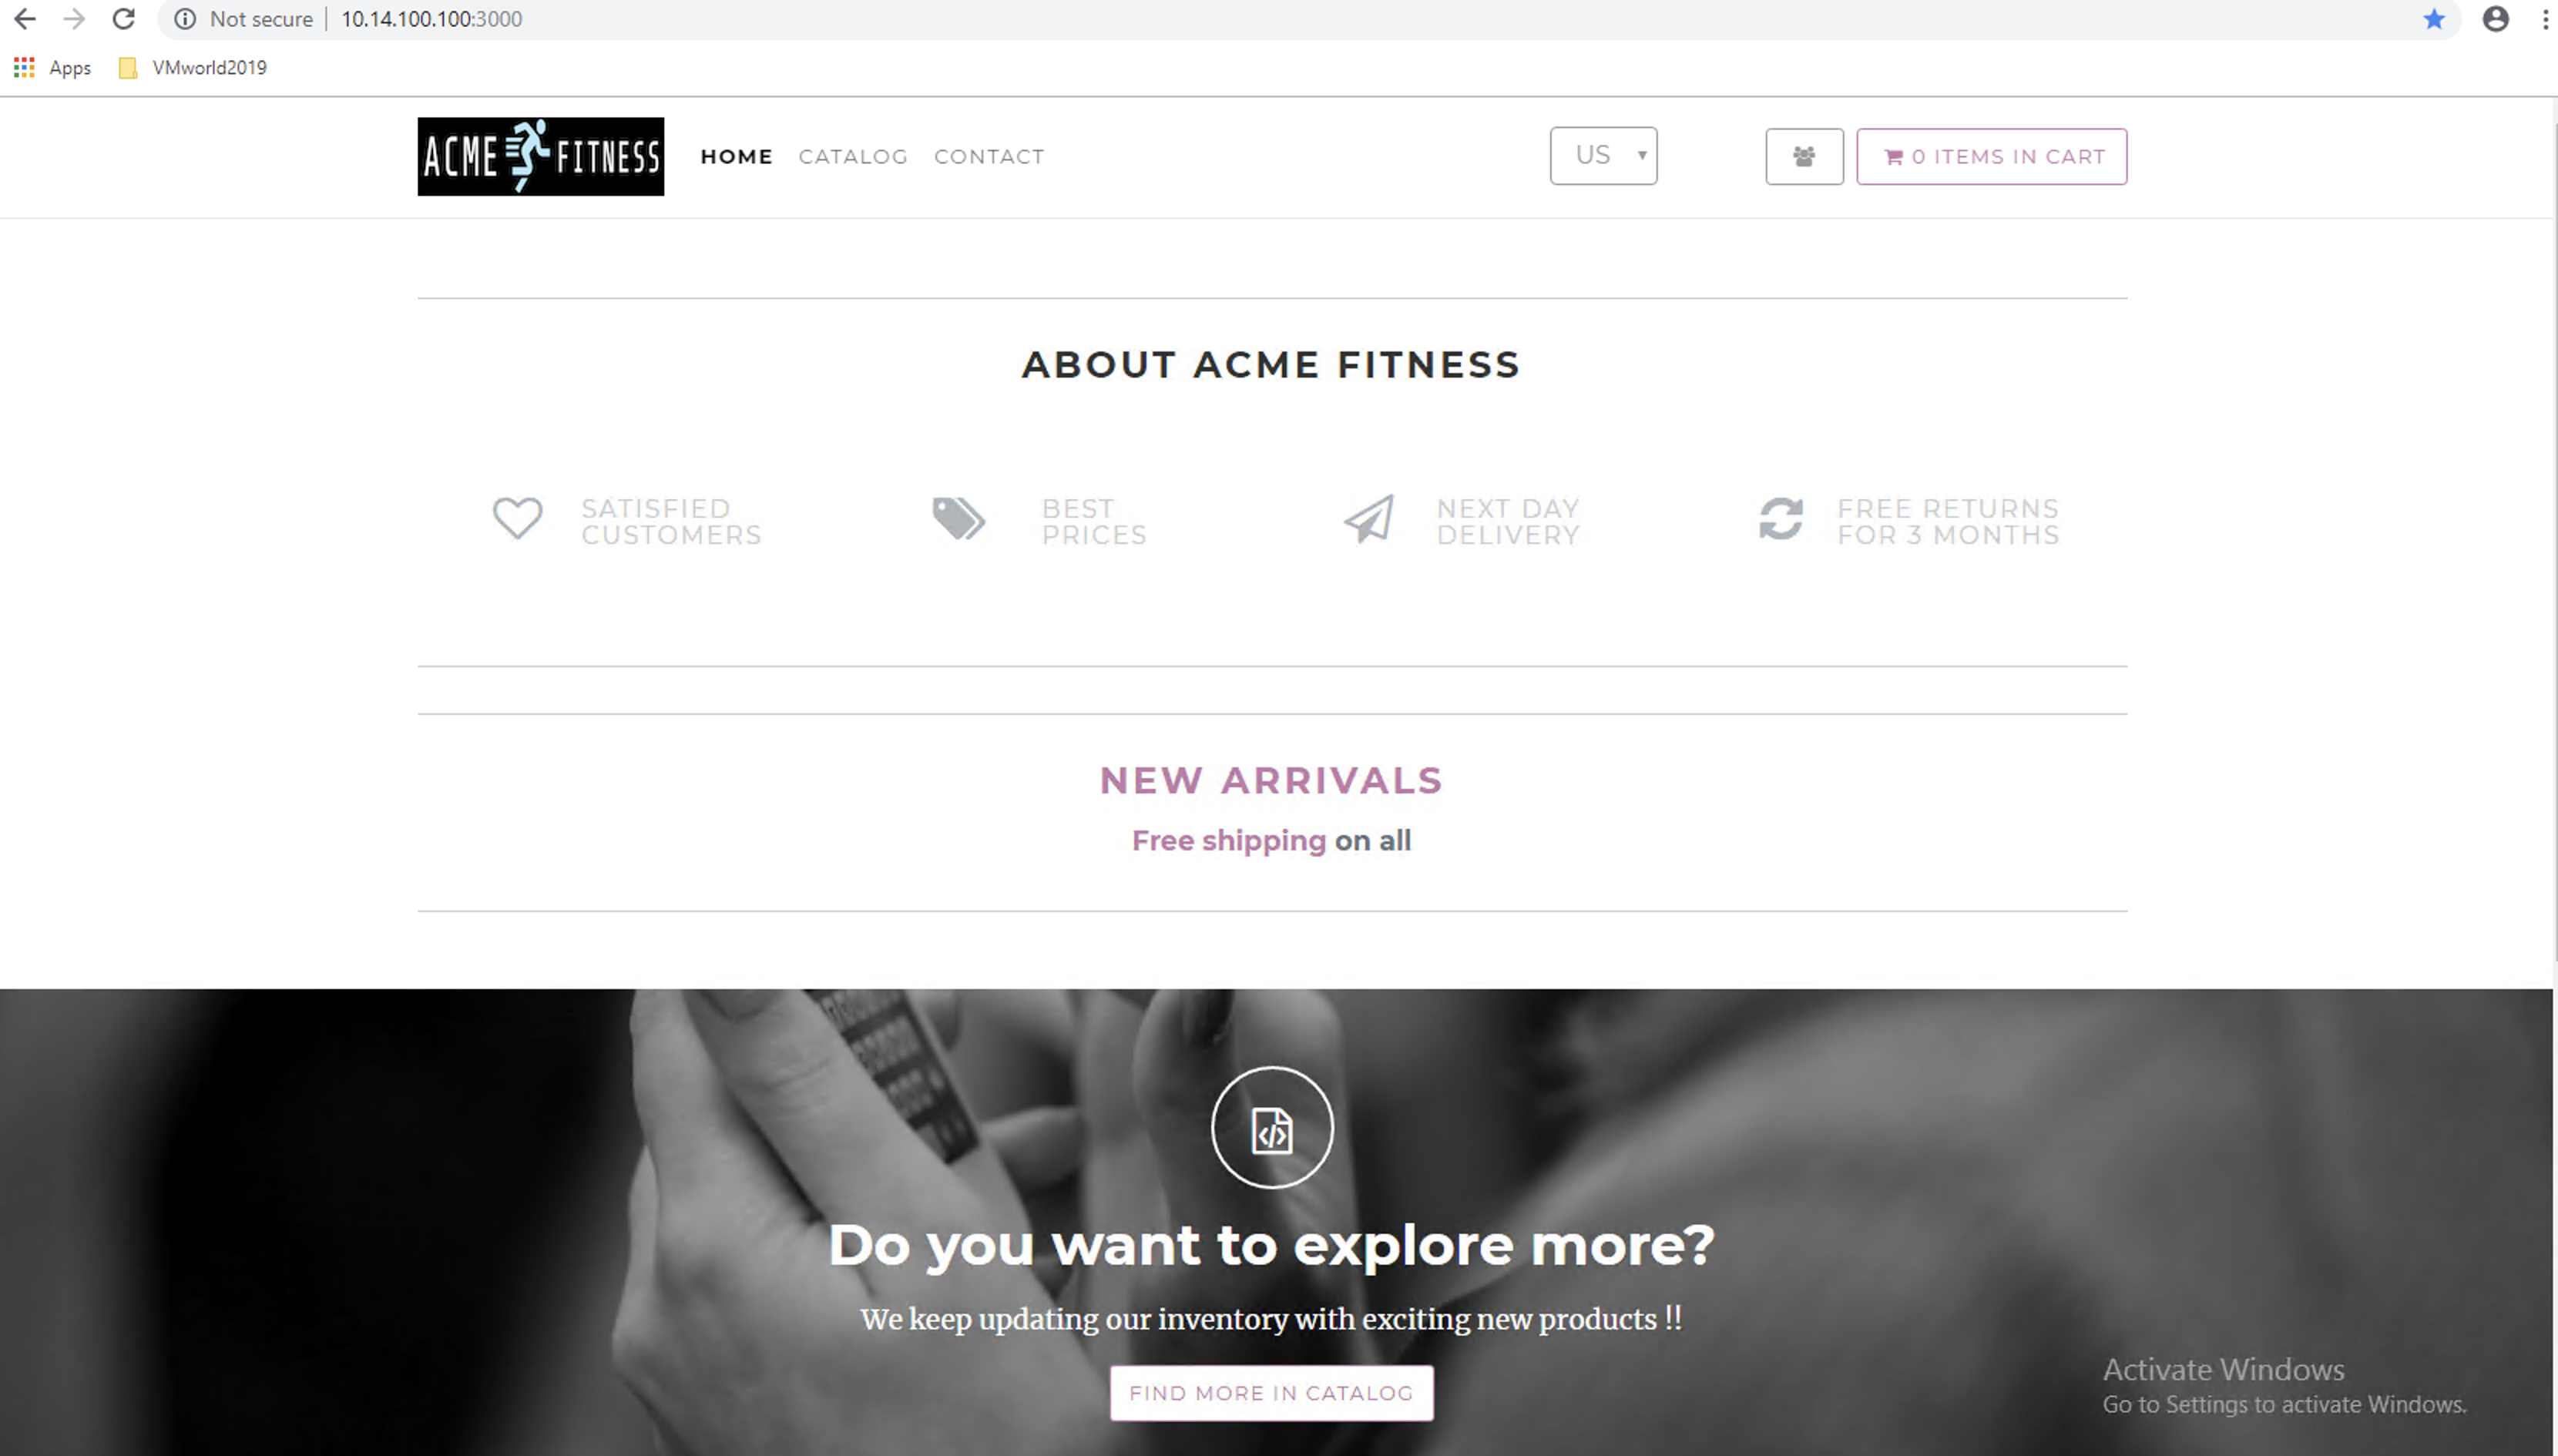 Not secure | 10.14.100.100:3000
Apps VMworld2019
ACME FITNESS HOME CATALOG CONTACT US 0 ITEMS IN CART
ABOUT ACME FITNESS
SATISFIED
CUSTOMERS
BEST
PRICES
NEXT DAY
DELIVERY
FREE RETURNS
FOR 3 MONTHS
NEW ARRIVALS
Free shipping on all
Do you want to explore more?
We keep updating our inventory with exciting new products !!
FIND MORE IN CATALOG
Activate Windows
Go to Settings to activate Windows.